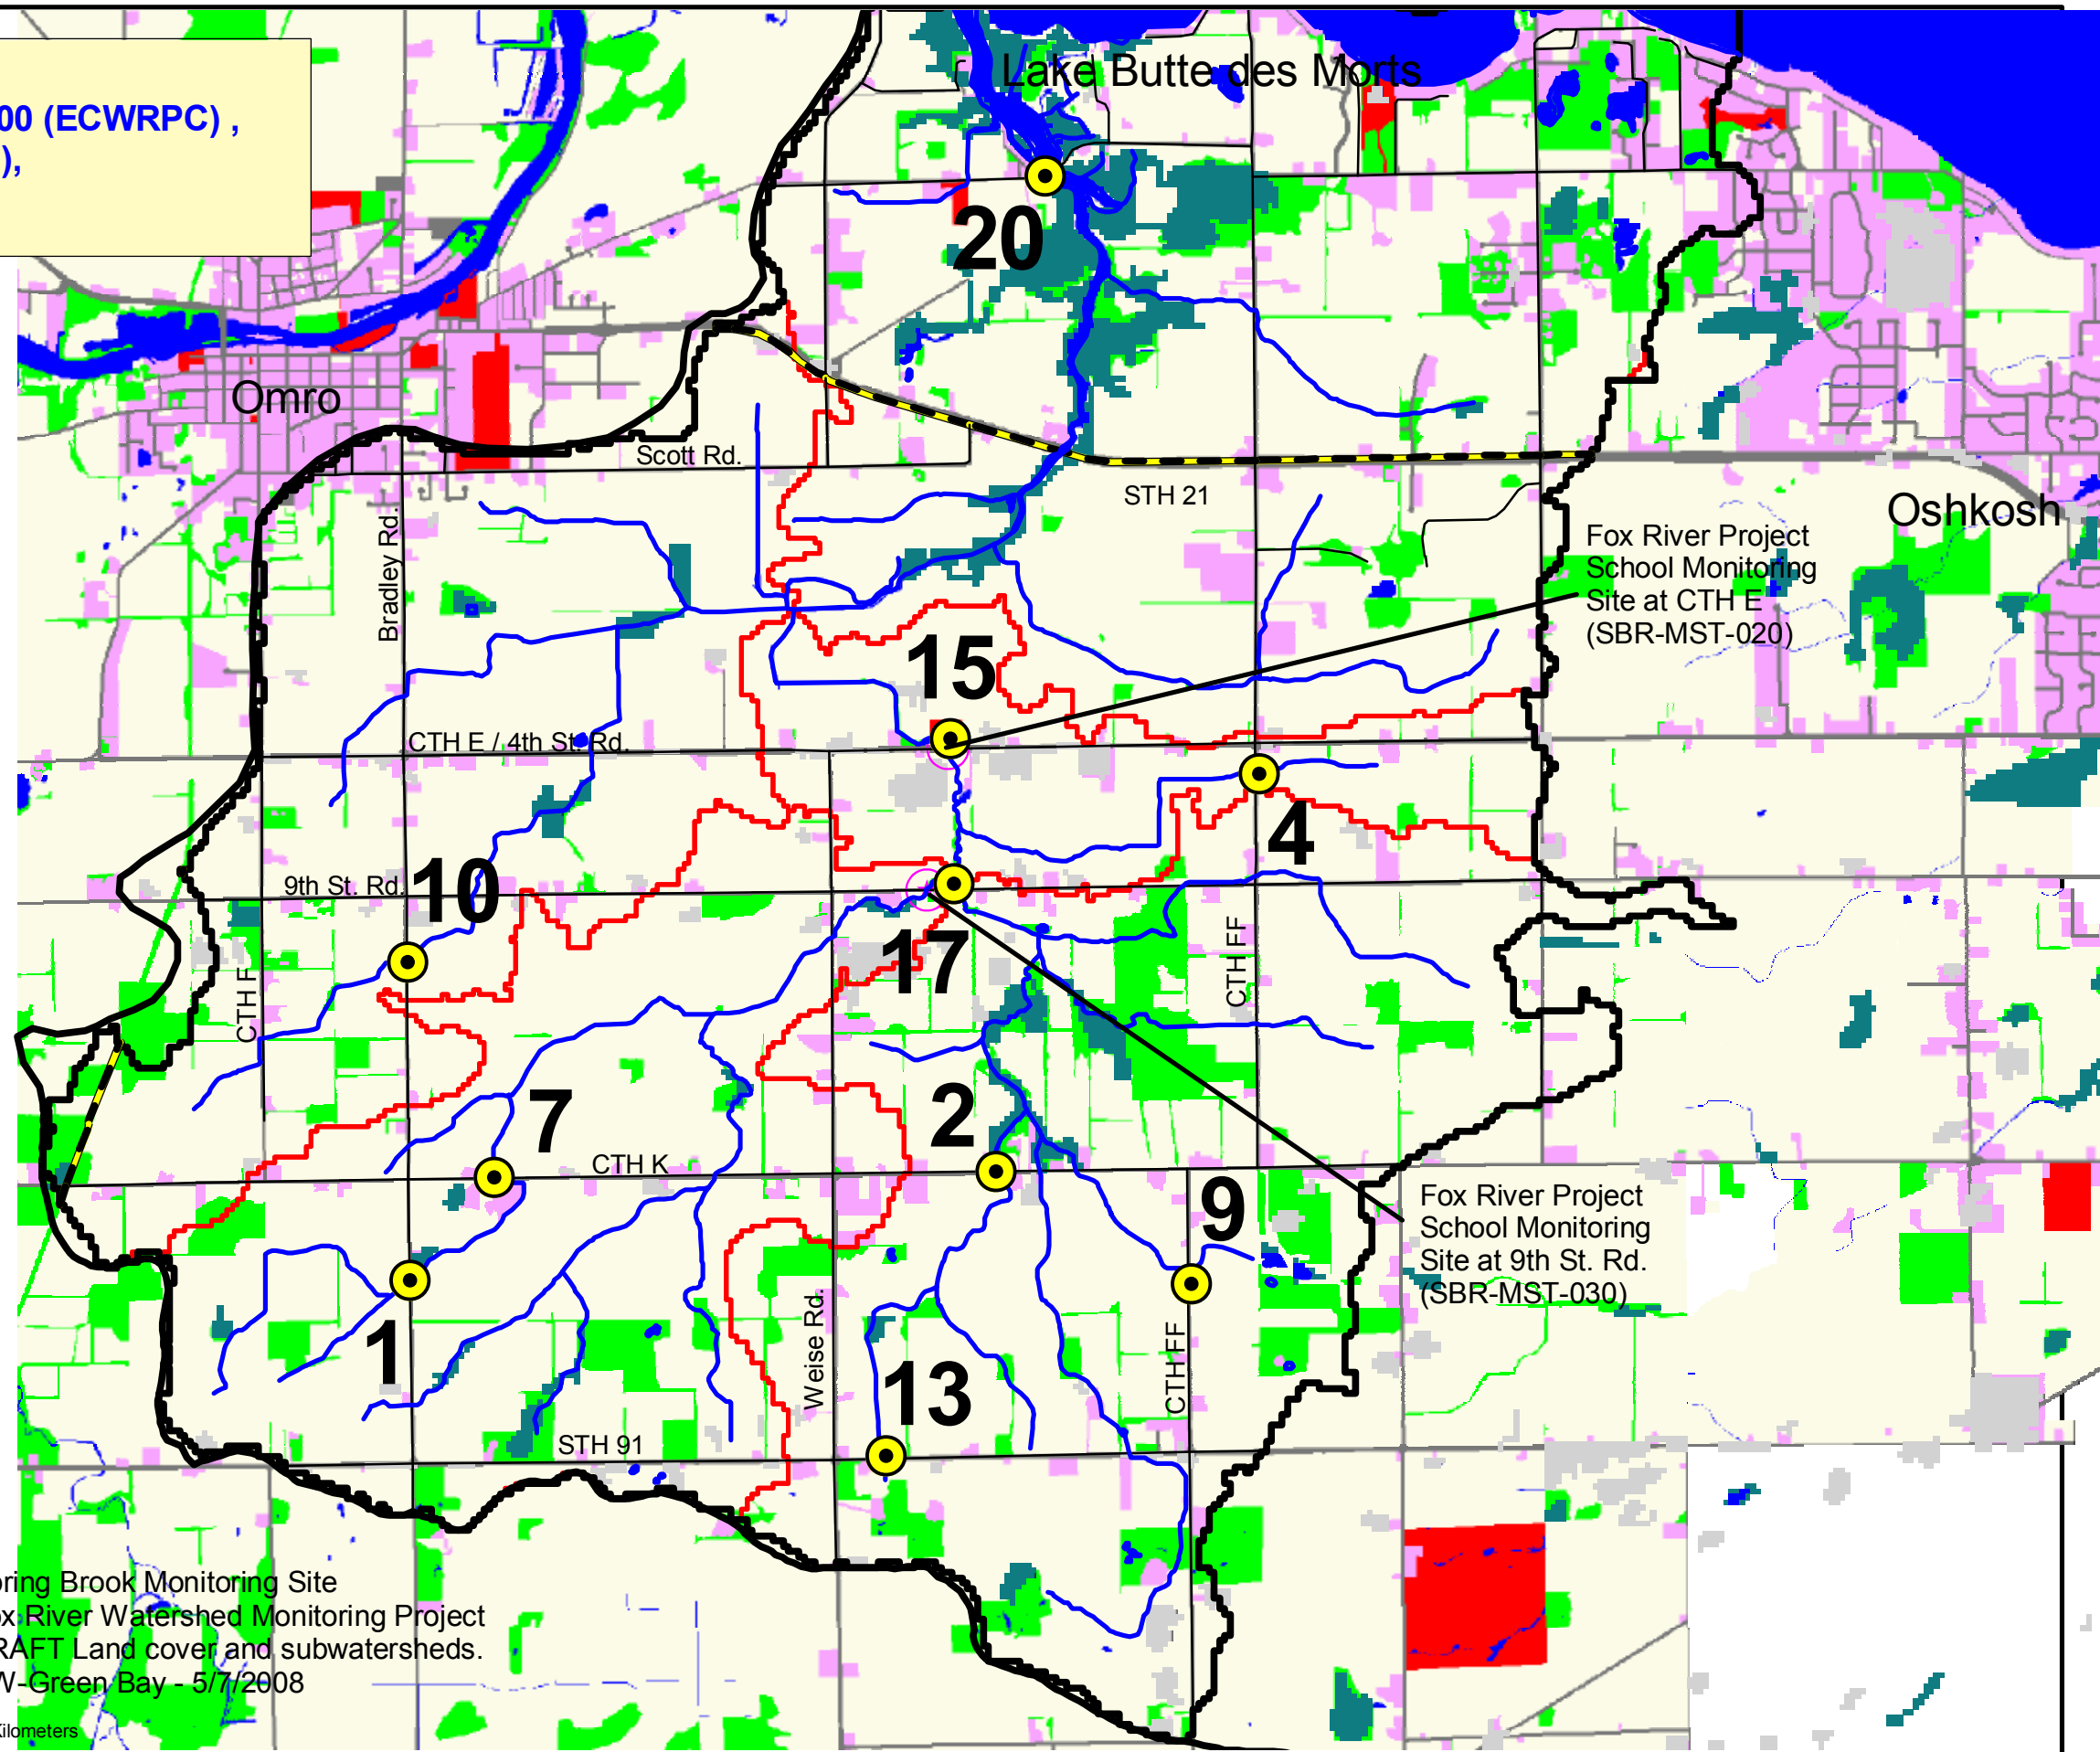 00 (ECWRPC) ,
),
Lake Butte des Morts
20
Omro
Scott Rd.
STH 21
Oshkosh
Bradley Rd.
Fox River Project
School Monitoring
Site at CTH E
(SBR-MST-020)
15
CTH E / 4th St. Rd.
4
10
9th St. Rd.
17
CTH F
CTH FF
7
2
CTH K
9
Fox River Project
School Monitoring
Site at 9th St. Rd.
(SBR-MST-030)
1
Weise Rd.
13
CTH FF
STH 91
pring Brook Monitoring Site
ox River Watershed Monitoring Project
RAFT Land cover and subwatersheds.
W-Green Bay - 5/7/2008
Kilometers